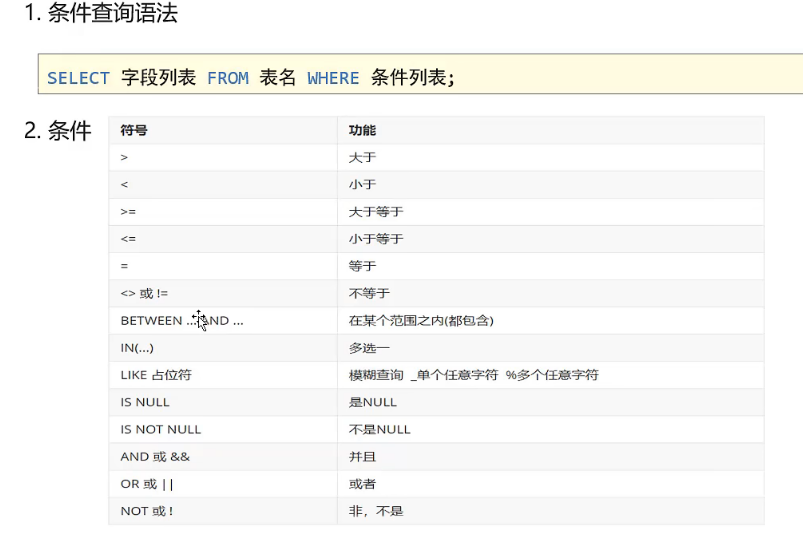 1. 条件查询语法
SELECT 字段列表 FROM 表名 WHERE 条件列表;
2. 条件
符号 功能
> 大于
< 小于
>= 大于等于
<= 小于等于
= 等于
<> 或 != 不等于
BETWEEN ... AND ... 在某个范围之内(都包含)
IN(...) 多选一
LIKE 占位符 模糊查询 _单个任意字符 %多个任意字符
IS NULL 是NULL
IS NOT NULL 不是NULL
AND 或 && 并且
OR 或 || 或者
NOT 或 ! 非，不是